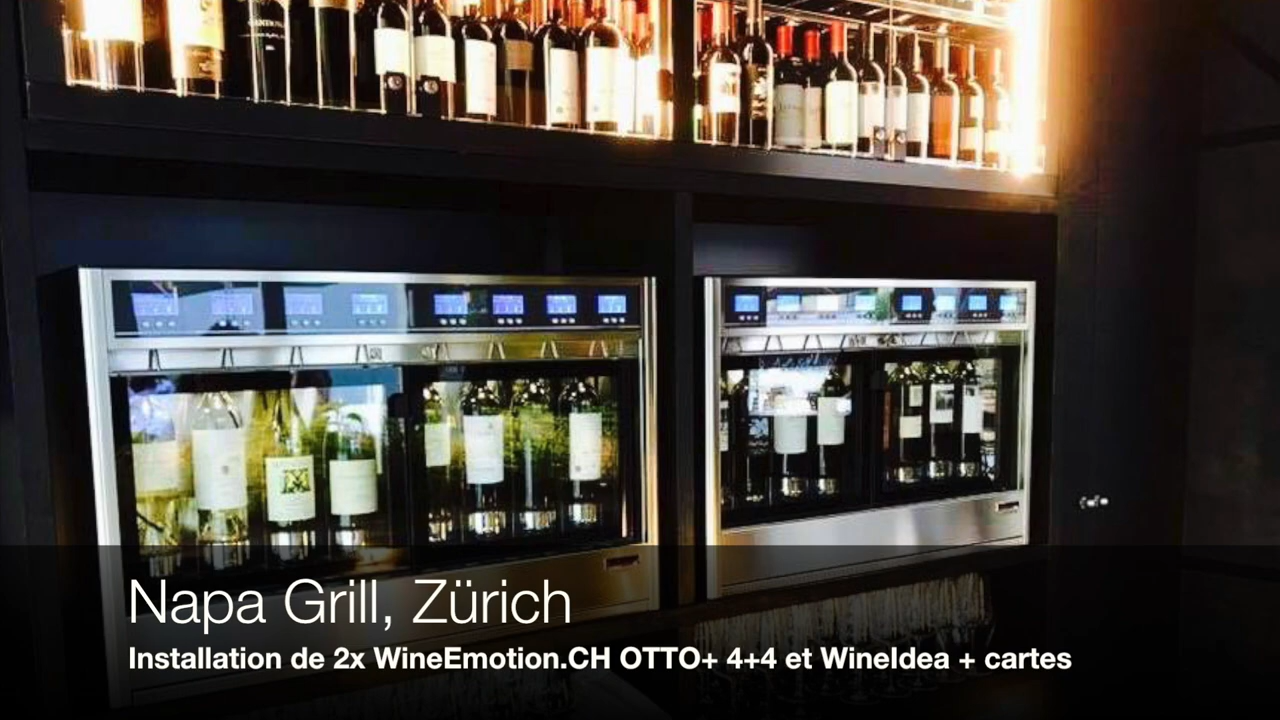 Napa Grill, Zürich
Installation de 2x WineEmotion.CH OTTO+ 4+4 et WineIdea + cartes